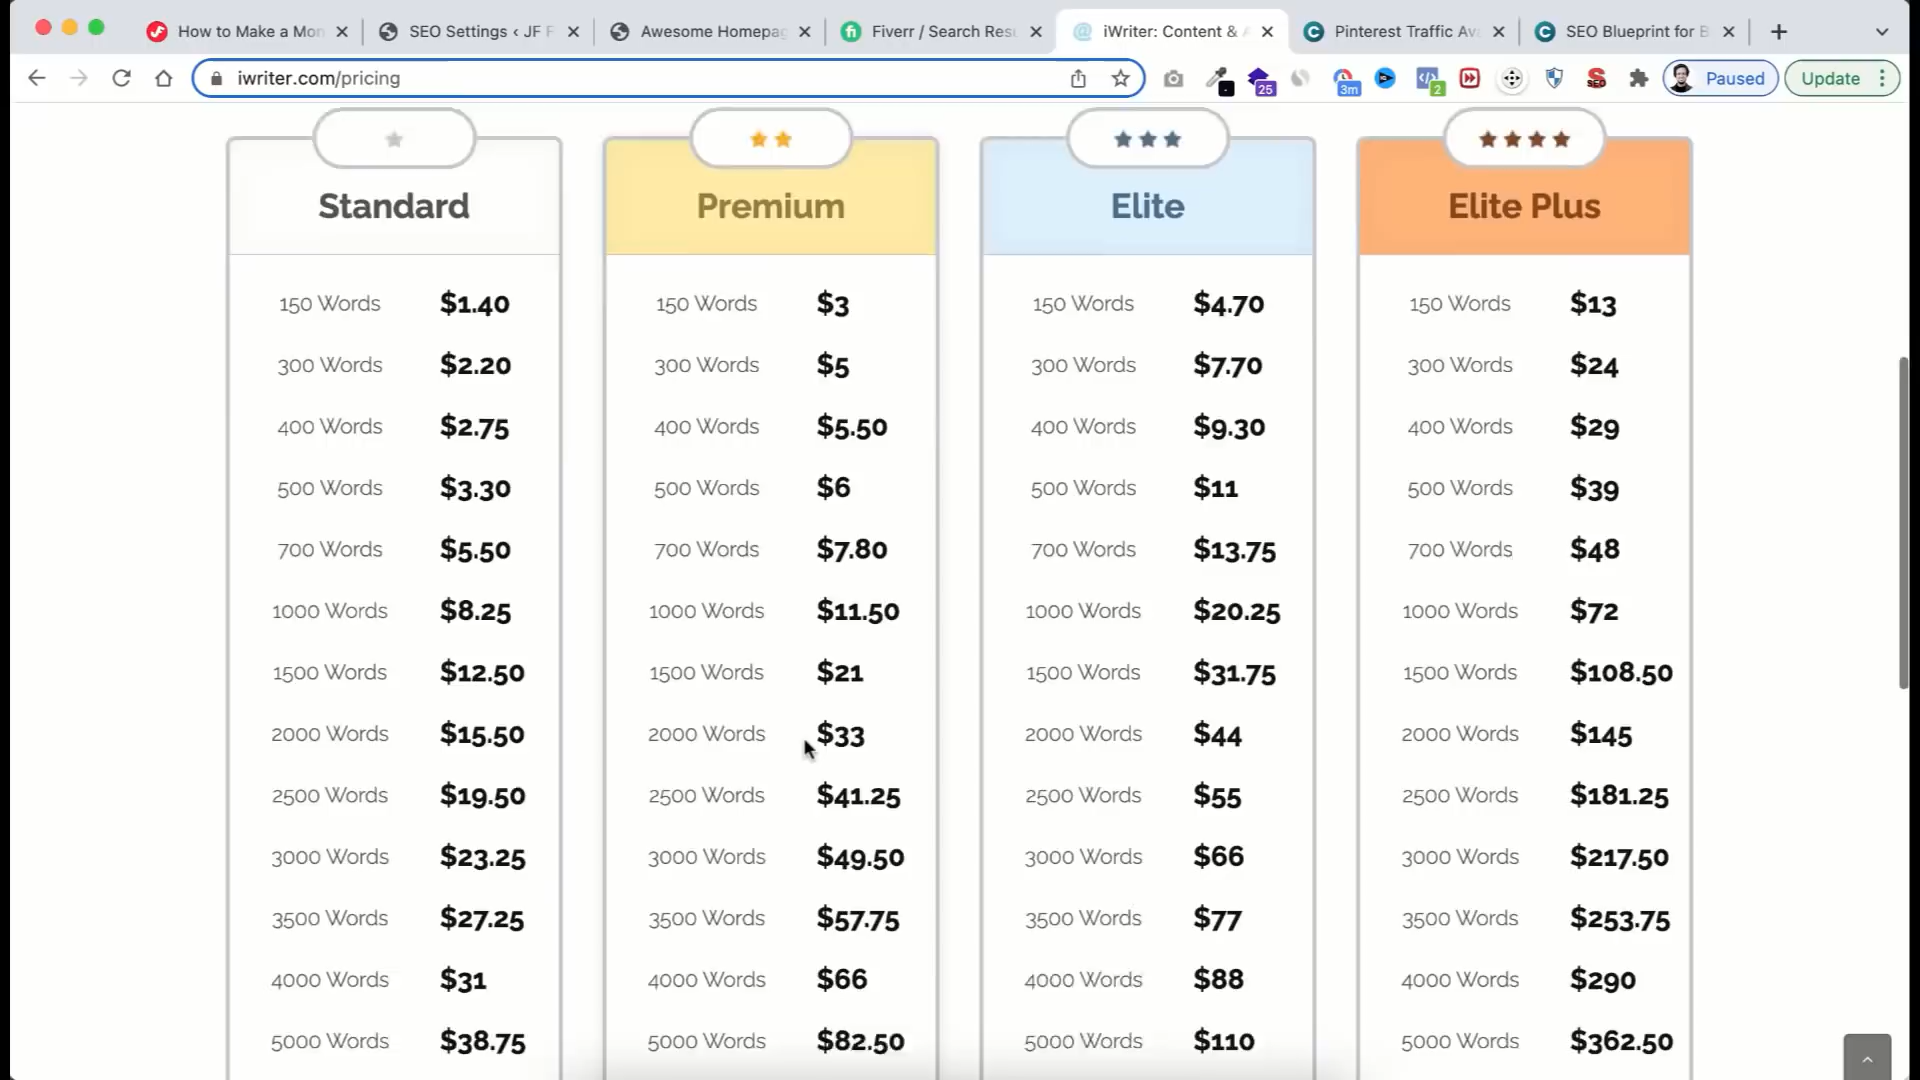 How to Make a Mon
SEO Settings ‹ JF F
Awesome Homepag
Fiverr / Search Resu
iWriter: Content & A
Pinterest Traffic Ava
SEO Blueprint for B
iwriter.com/pricing
25
3m
2
SEO
Paused
Update
Standard
150 Words $1.40
300 Words $2.20
400 Words $2.75
500 Words $3.30
700 Words $5.50
1000 Words $8.25
1500 Words $12.50
2000 Words $15.50
2500 Words $19.50
3000 Words $23.25
3500 Words $27.25
4000 Words $31
5000 Words $38.75
Premium
150 Words $3
300 Words $5
400 Words $5.50
500 Words $6
700 Words $7.80
1000 Words $11.50
1500 Words $21
2000 Words $33
2500 Words $41.25
3000 Words $49.50
3500 Words $57.75
4000 Words $66
5000 Words $82.50
Elite
150 Words $4.70
300 Words $7.70
400 Words $9.30
500 Words $11
700 Words $13.75
1000 Words $20.25
1500 Words $31.75
2000 Words $44
2500 Words $55
3000 Words $66
3500 Words $77
4000 Words $88
5000 Words $110
Elite Plus
150 Words $13
300 Words $24
400 Words $29
500 Words $39
700 Words $48
1000 Words $72
1500 Words $108.50
2000 Words $145
2500 Words $181.25
3000 Words $217.50
3500 Words $253.75
4000 Words $290
5000 Words $362.50